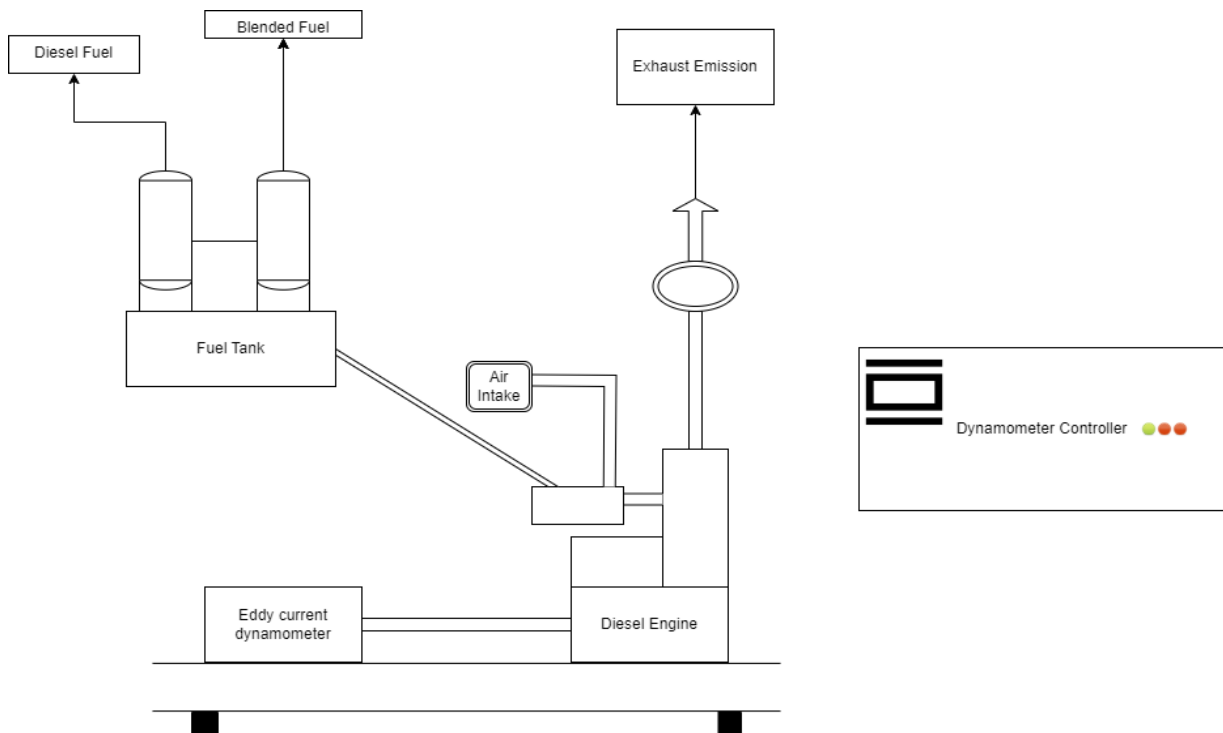 Blended Fuel
Diesel Fuel
Exhaust Emission
Fuel Tank
Air
Intake
Dynamometer Controller
Eddy current
dynamometer
Diesel Engine